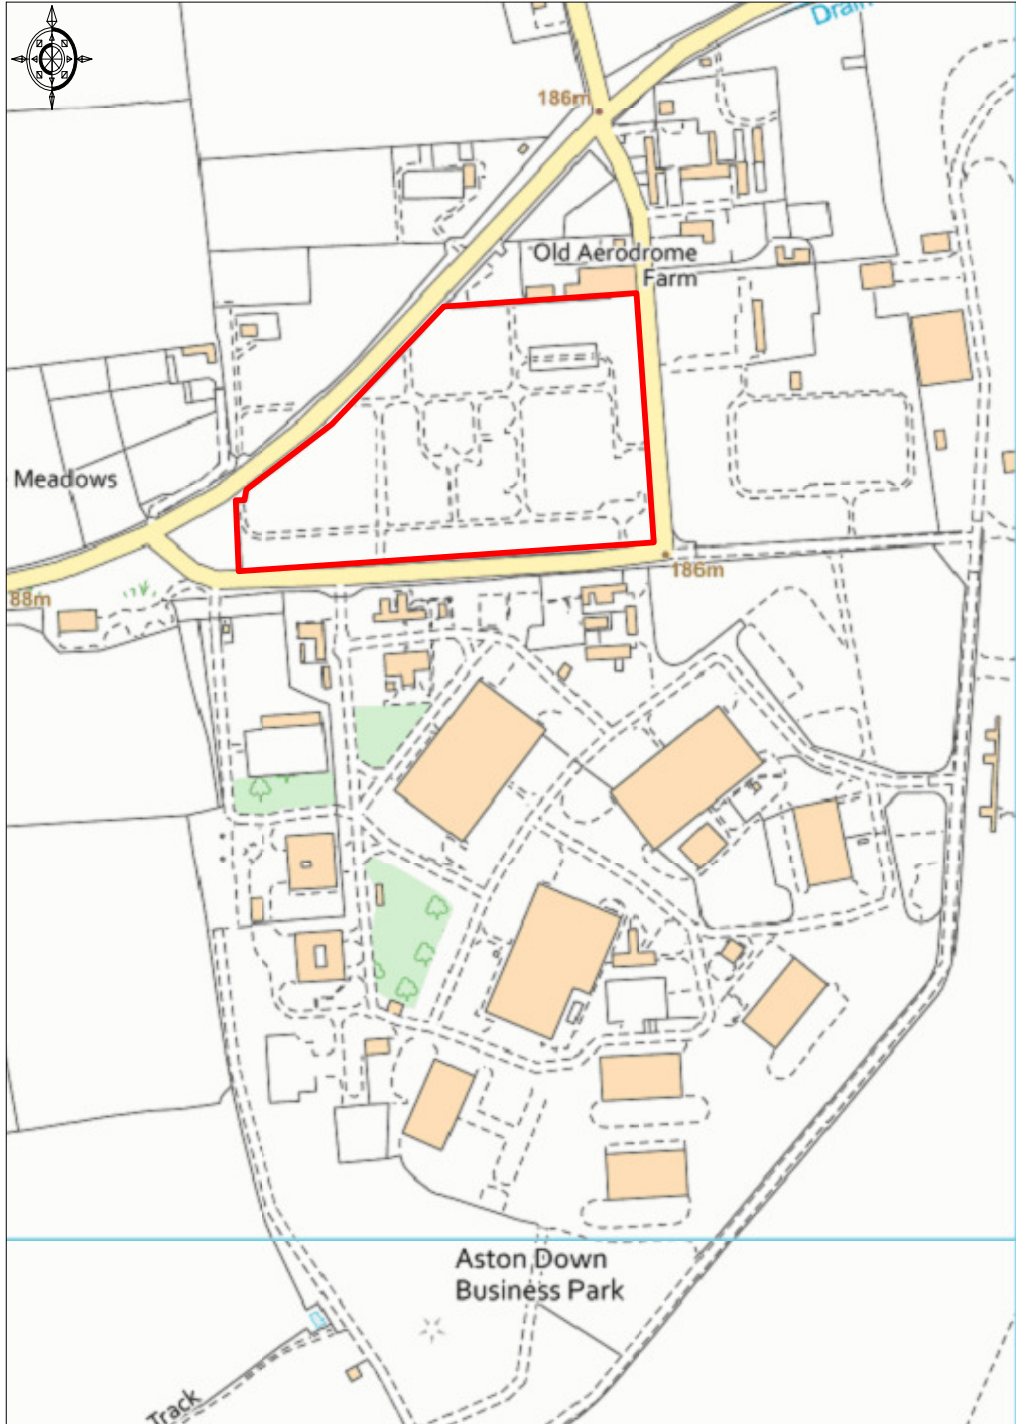 Drain
186m
Old Aerodrome
Farm
Meadows
186m
88m
Aston Down
Business Park
Track